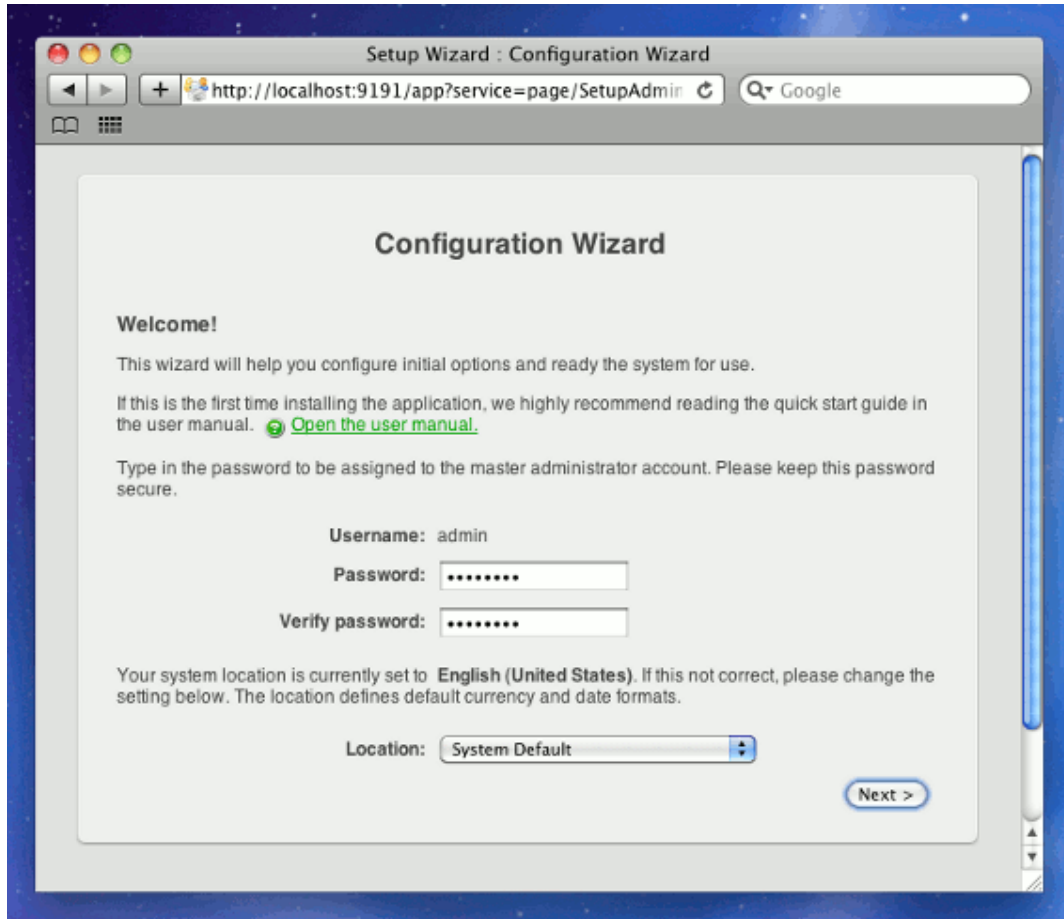 Setup Wizard : Configuration Wizard
http://localhost:9191/app?service=page/SetupAdmin
Google
Configuration Wizard
Welcome!
This wizard will help you configure initial options and ready the system for use.
If this is the first time installing the application, we highly recommend reading the quick start guide in
the user manual. Open the user manual.
Type in the password to be assigned to the master administrator account. Please keep this password
secure.
Username: admin
Password: ••••••••
Verify password: ••••••••
Your system location is currently set to English (United States). If this not correct, please change the
setting below. The location defines default currency and date formats.
Location: System Default
Next >